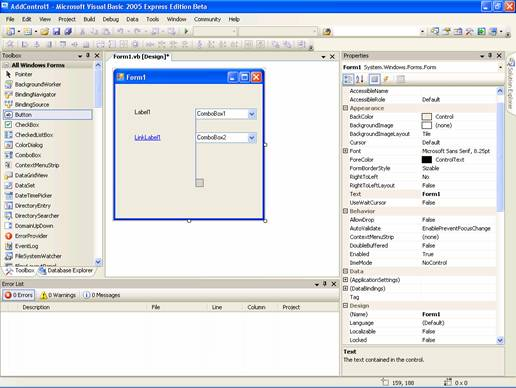 AddControl1 - Microsoft Visual Basic 2005 Express Edition Beta
File Edit View Project Build Debug Data Tools Window Community Help
Toolbox
All Windows Forms
Pointer
BackgroundWorker
BindingNavigator
BindingSource
Button
CheckBox
CheckedListBox
ColorDialog
ComboBox
ContextMenuStrip
DataGridView
DataSet
DateTimePicker
DirectoryEntry
DirectorySearcher
DomainUpDown
ErrorProvider
EventLog
FileSystemWatcher
Toolbox Database Explorer
Form1.vb [Design]*
Form1
Label1
ComboBox1
LinkLabel1
ComboBox2
Properties
Form1 System.Windows.Forms.Form
AccessibleName
AccessibleRole Default
Appearance
BackColor Control
BackgroundImage (none)
BackgroundImageLayout Tile
Cursor Default
Font Microsoft Sans Serif, 8.25pt
ForeColor ControlText
FormBorderStyle Sizable
RightToLeft No
RightToLeftLayout False
Text Form1
UseWaitCursor False
Behavior
AllowDrop False
AutoValidate EnablePreventFocusChange
ContextMenuStrip (none)
DoubleBuffered False
Enabled True
ImeMode NoControl
Data
(ApplicationSettings)
(DataBindings)
Tag
Design
(Name) Form1
Language (Default)
Localizable False
Locked False
Text
The text contained in the control.
Solution Explorer
Error List
0 Errors 0 Warnings 0 Messages
Description File Line Column Project
159, 188 0 x 0